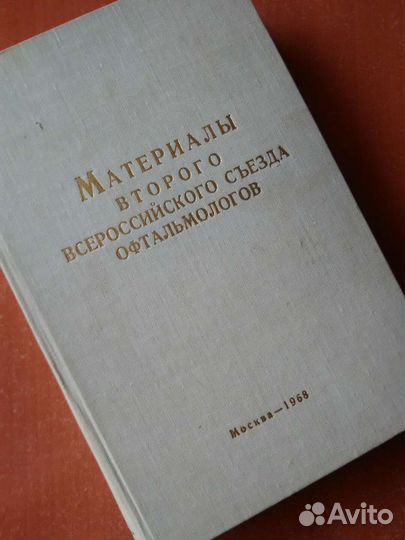 Материалы
второго
всероссийского съезда
офтальмологов
Москва—1968
Avito